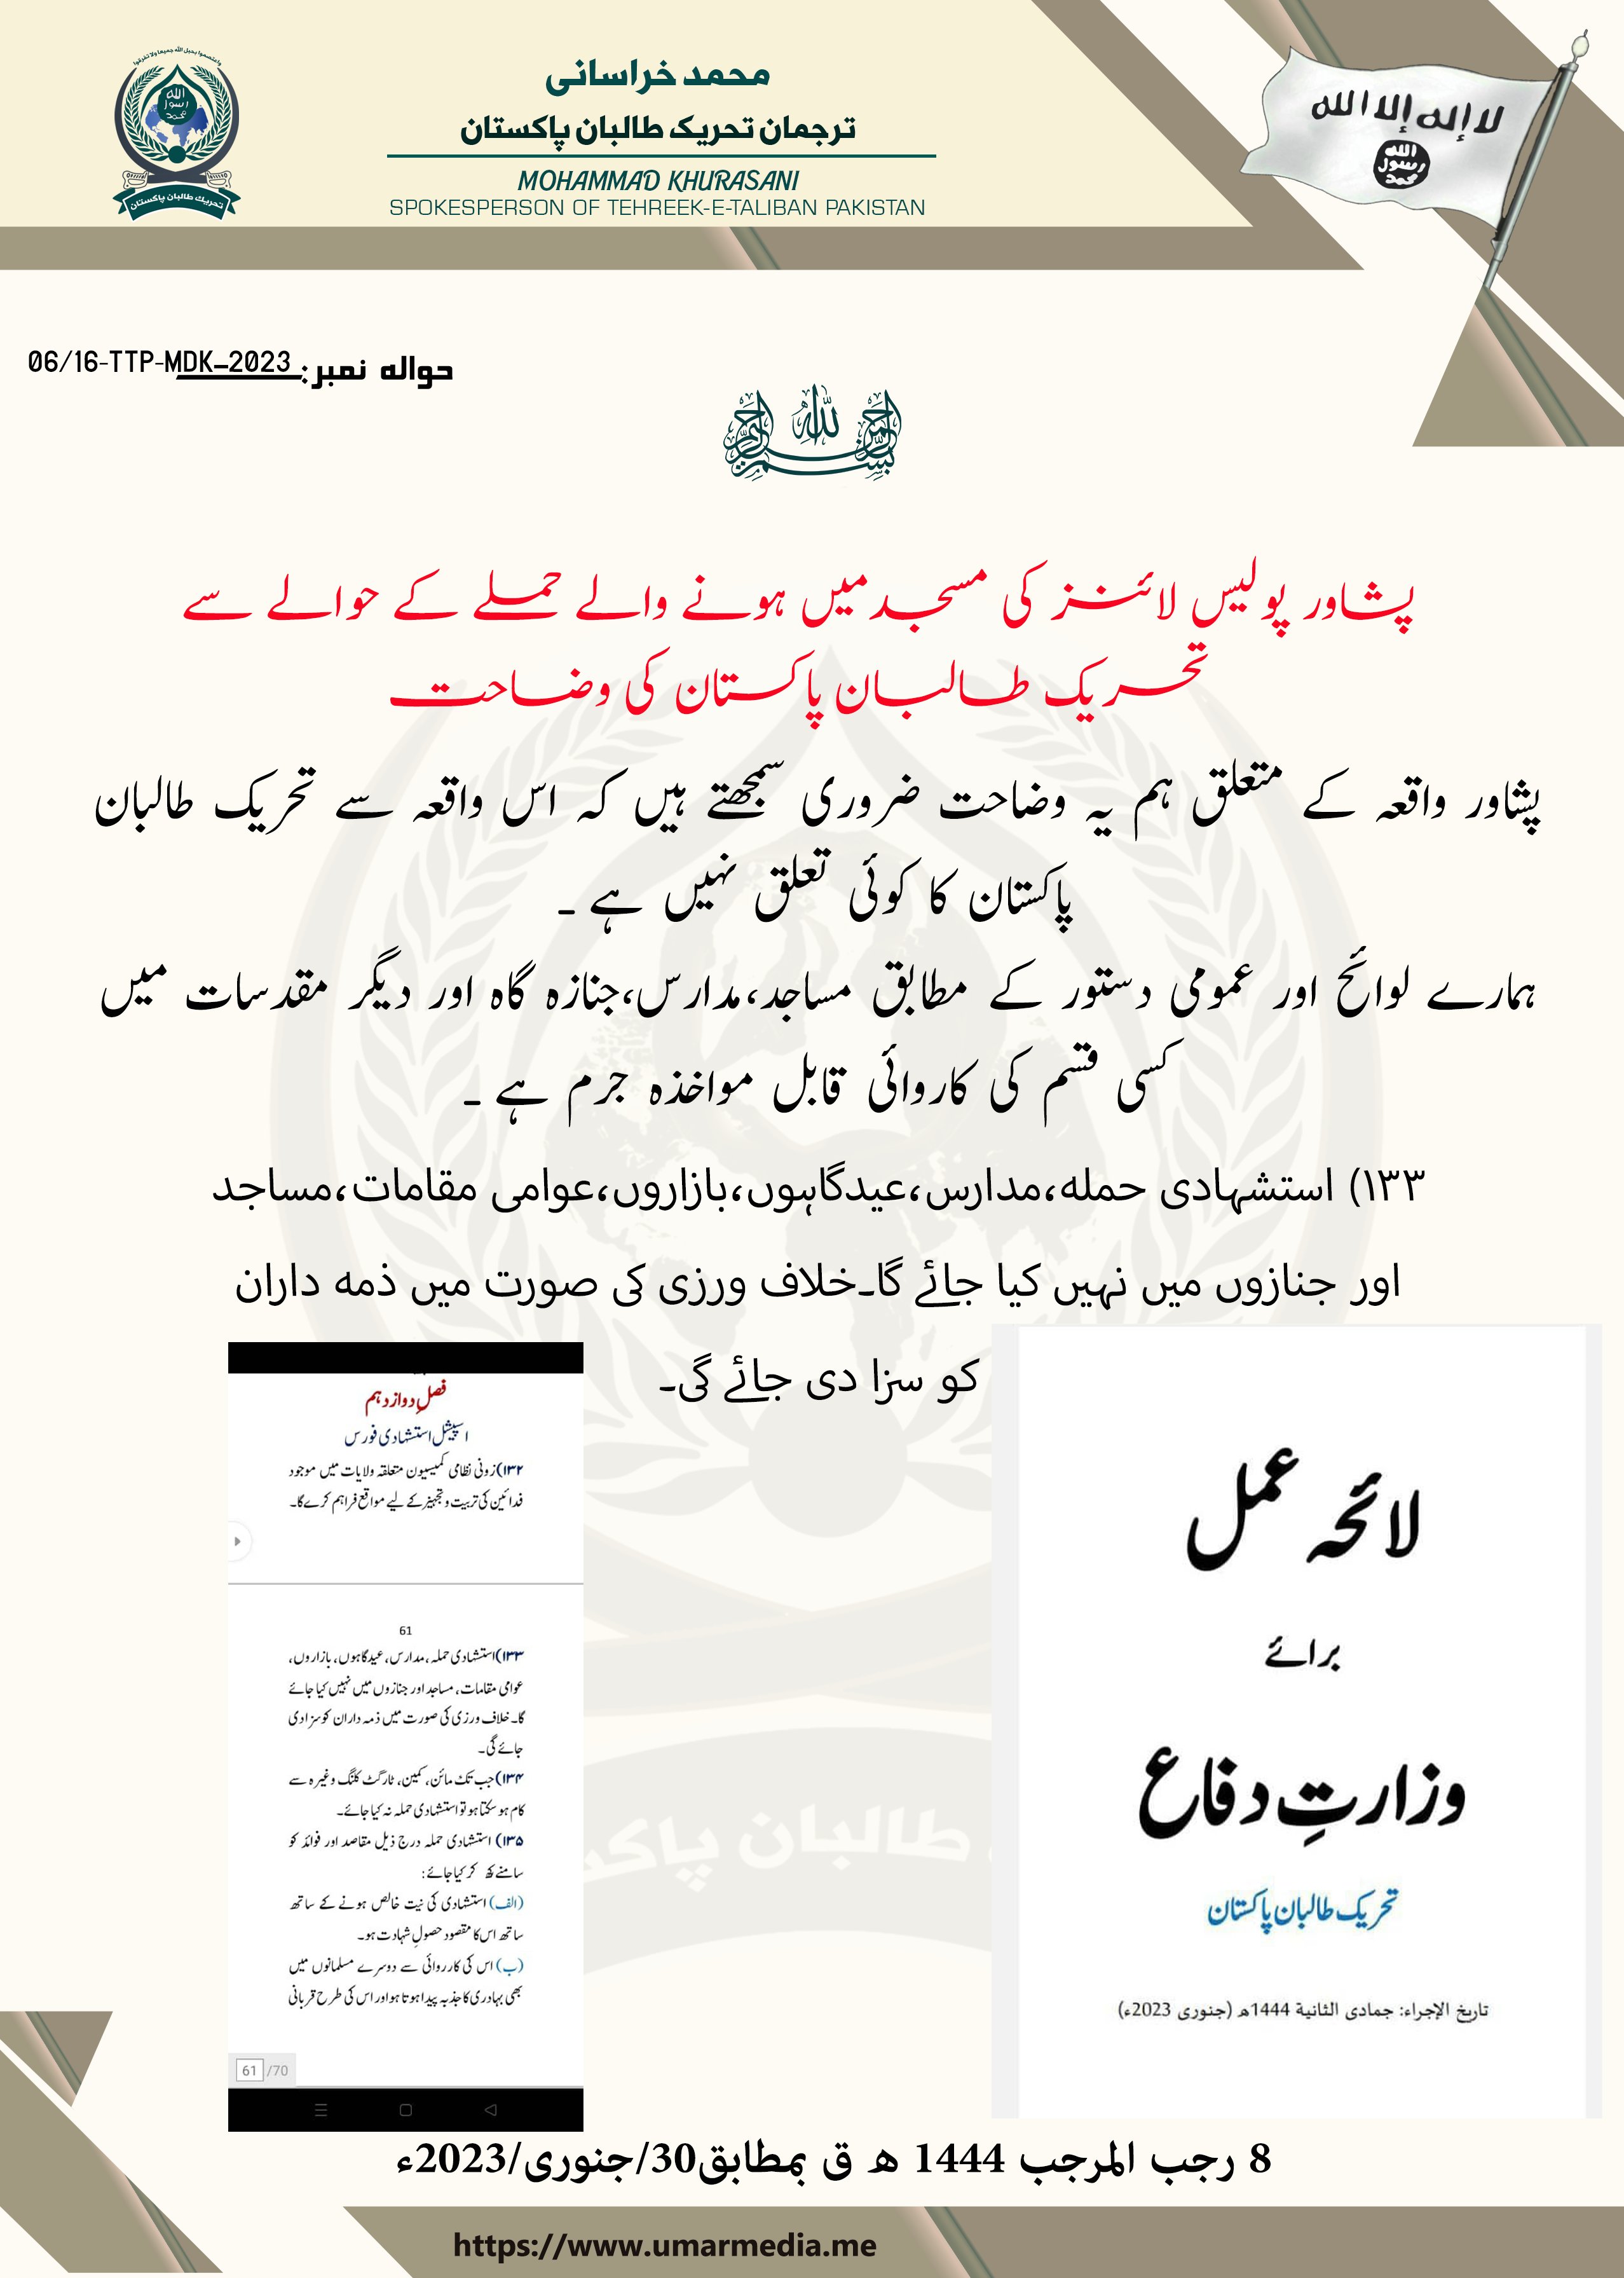 واعتصموا بحبل الله جميعا ولا تفرقوا
الله
رسول
محمد
تحریک طالبان پاکستان
محمد خراسانی
ترجمان تحریک طالبان پاکستان
MOHAMMAD KHURASANI
SPOKESPERSON OF TEHREEK-E-TALIBAN PAKISTAN
لا إله إلا الله
الله
رسول
محمد
حوالہ نمبر: 06/16-TTP-MDK-2023
بسم الله الرحمن الرحيم
پشاور پولیس لائنز کی مسجد میں ہونے والے حملے کے حوالے سے
تحریک طالبان پاکستان کی وضاحت
پشاور واقعہ کے متعلق ہم یہ وضاحت ضروری سمجھتے ہیں کہ اس واقعہ سے تحریک طالبان
پاکستان کا کوئی تعلق نہیں ہے ۔
ہمارے لوائح اور عمومی دستور کے مطابق مساجد،مدارس،جنازہ گاہ اور دیگر مقدسات میں
کسی قسم کی کاروائی قابل مواخذہ جرم ہے ۔
۱۳۳) استشہادی حملہ،مدارس،عیدگاہوں،بازاروں،عوامی مقامات،مساجد
اور جنازوں میں نہیں کیا جائے گا۔خلاف ورزی کی صورت میں ذمہ داران
کو سزا دی جائے گی۔
فصل دوازدہم
اسپیشل استشہادی فورس
۱۳۲)زونی نظامی کمیسیون متعلقہ ولایات میں موجود
فدائین کی تربیت و تجہیز کے لیے مواقع فراہم کرے گا۔
61
۱۳۳)استشہادی حملہ، مدارس، عیدگاہوں، بازاروں،
عوامی مقامات، مساجد اور جنازوں میں نہیں کیا جائے
گا۔ خلاف ورزی کی صورت میں ذمہ داران کو سزا دی
جائے گی۔
۱۳۴)جب تک مائن، کمین، ٹارگٹ کلنگ وغیرہ سے
کام ہو سکتا ہو تو استشہادی حملہ نہ کیا جائے۔
۱۳۵) استشہادی حملہ درج ذیل مقاصد اور فوائد کو
سامنے رکھ کر کیا جائے:
(الف) استشہادی کی نیت خالص ہونے کے ساتھ
ساتھ اس کا مقصود حصولِ شہادت ہو۔
(ب) اس کی کارروائی سے دوسرے مسلمانوں میں
بھی بہادری کا جذبہ پیدا ہوتا ہو اور اس کی طرح قربانی
61 /70
لائحہ عمل
برائے
وزارتِ دفاع
تحریک طالبان پاکستان
تاریخ الإجراء: جمادی الثانیة 1444ھ (جنوری 2023ء)
طالبان پاکس
8 رجب المرجب 1444 ھ ق بمطابق30/جنوری/2023ء
https://www.umarmedia.me